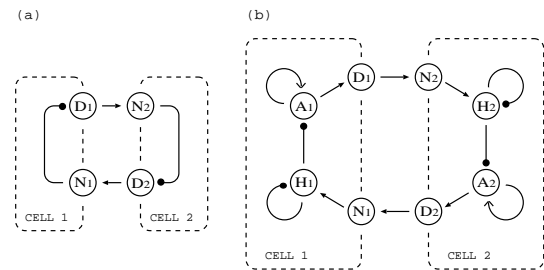 (a)
(b)
D1
N2
N1
D2
CELL 1
CELL 2
D1
N2
A1
H2
H1
A2
N1
D2
CELL 1
CELL 2